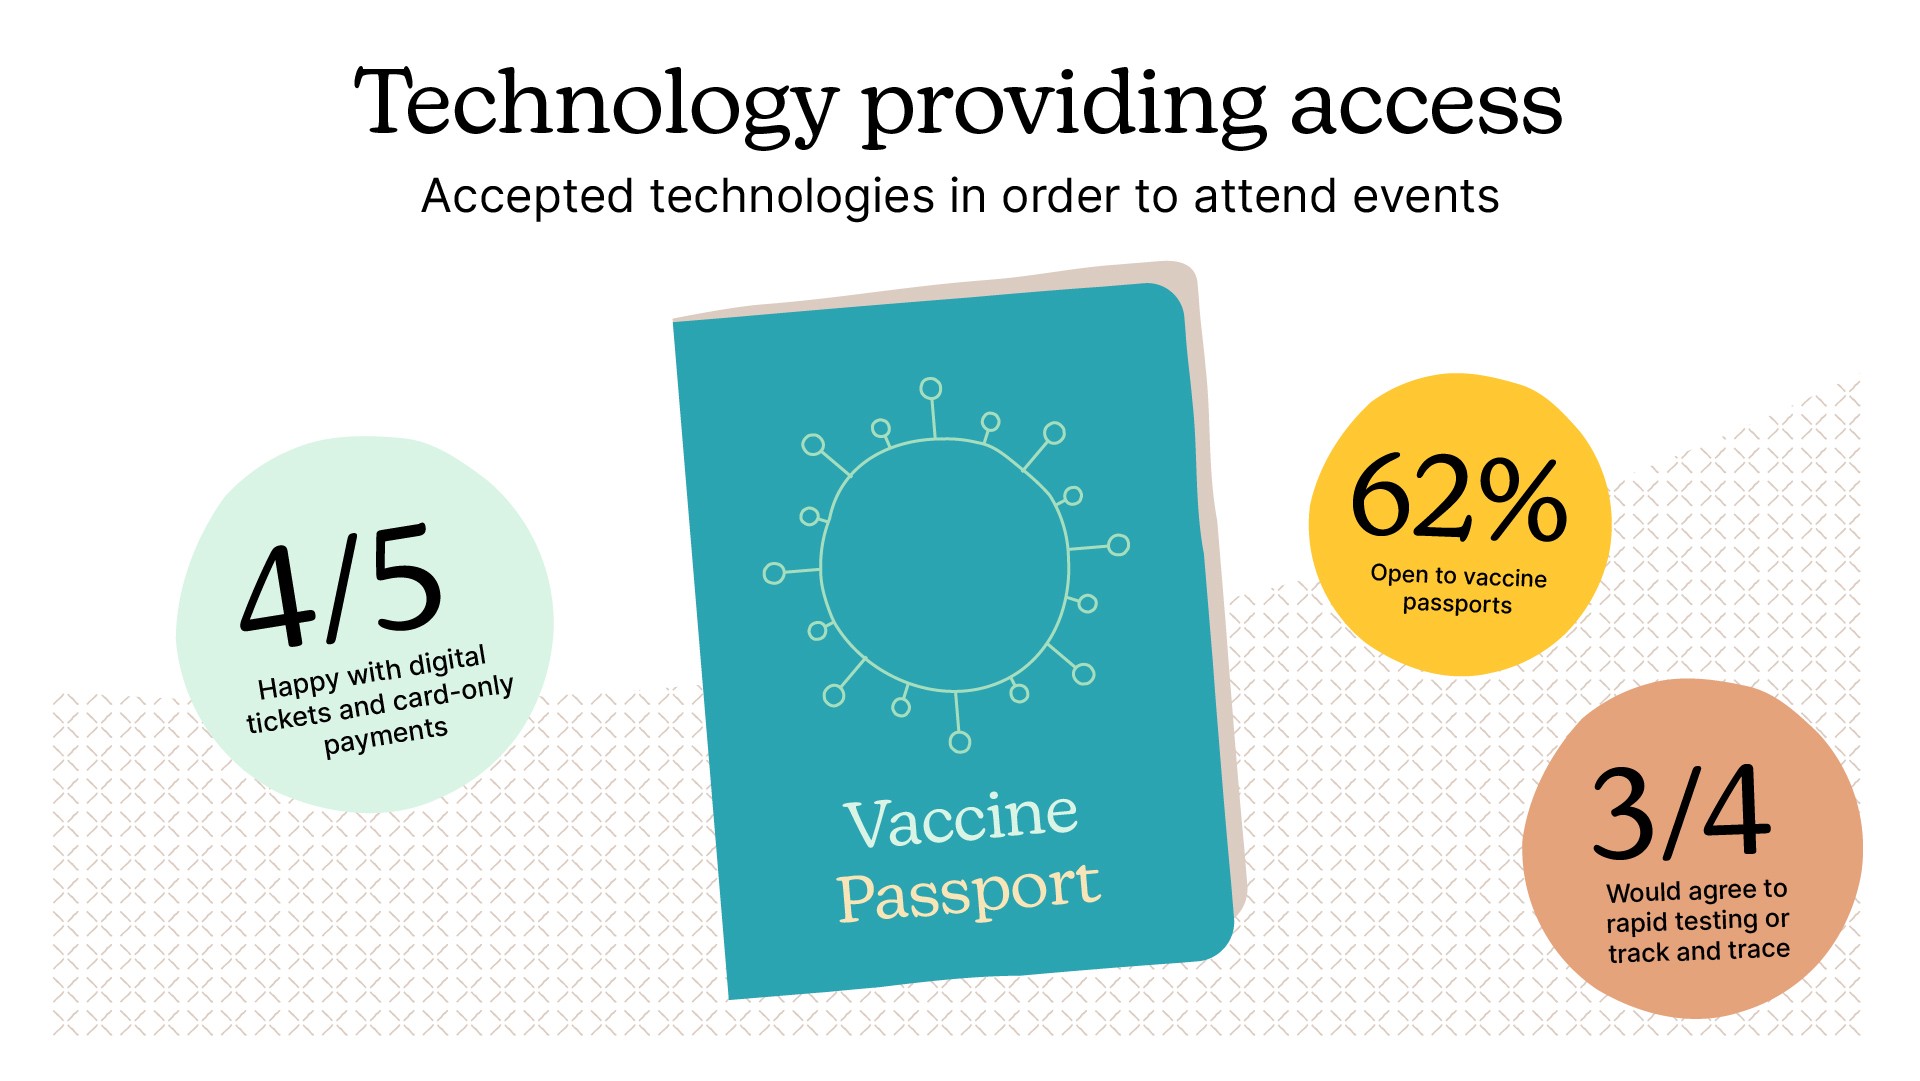 Technology providing access
Accepted technologies in order to attend events
4/5
Happy with digital
tickets and card-only
payments
Vaccine
Passport
62%
Open to vaccine
passports
3/4
Would agree to
rapid testing or
track and trace